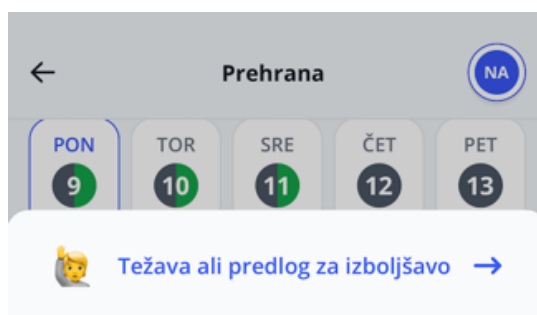 Prehrana NA
PON TOR SRE ČET PET
9 10 11 12 13
Težava ali predlog za izboljšavo